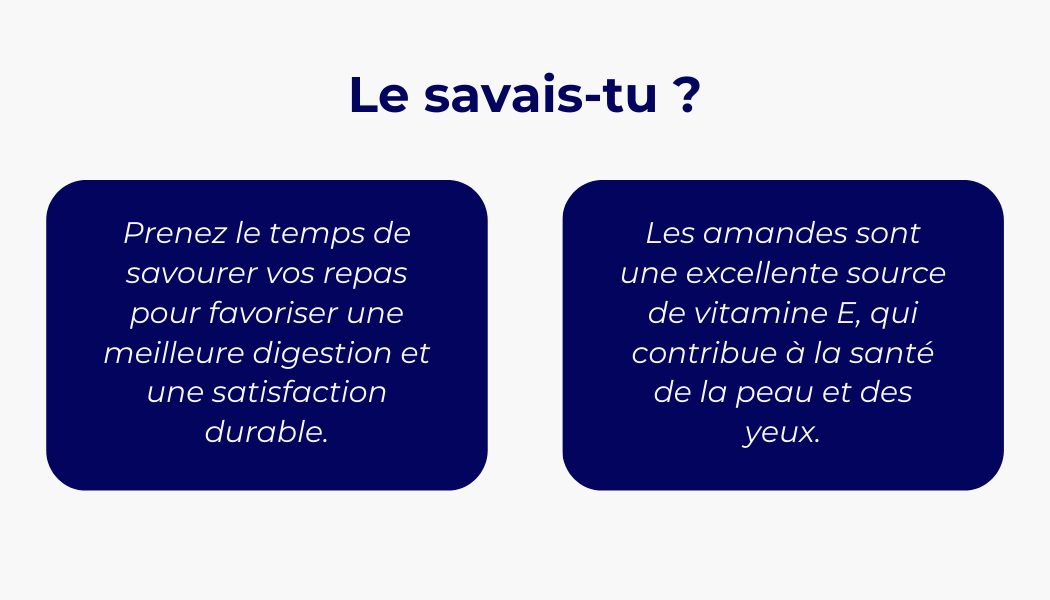 Le savais-tu ?
Prenez le temps de
savourer vos repas
pour favoriser une
meilleure digestion et
une satisfaction
durable.
Les amandes sont
une excellente source
de vitamine E, qui
contribue à la santé
de la peau et des
yeux.